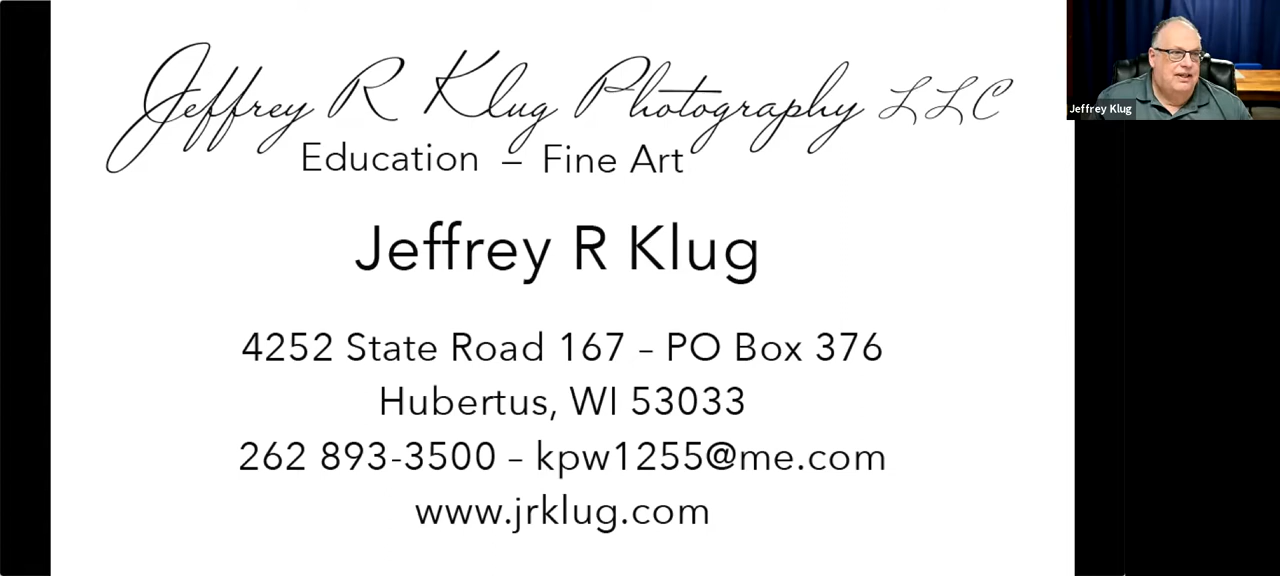 Jeffrey R Klug Photography LLC
Education – Fine Art
Jeffrey R Klug
4252 State Road 167 – PO Box 376
Hubertus, WI 53033
262 893-3500 – kpw1255@me.com
www.jrklug.com
Jeffrey Klug